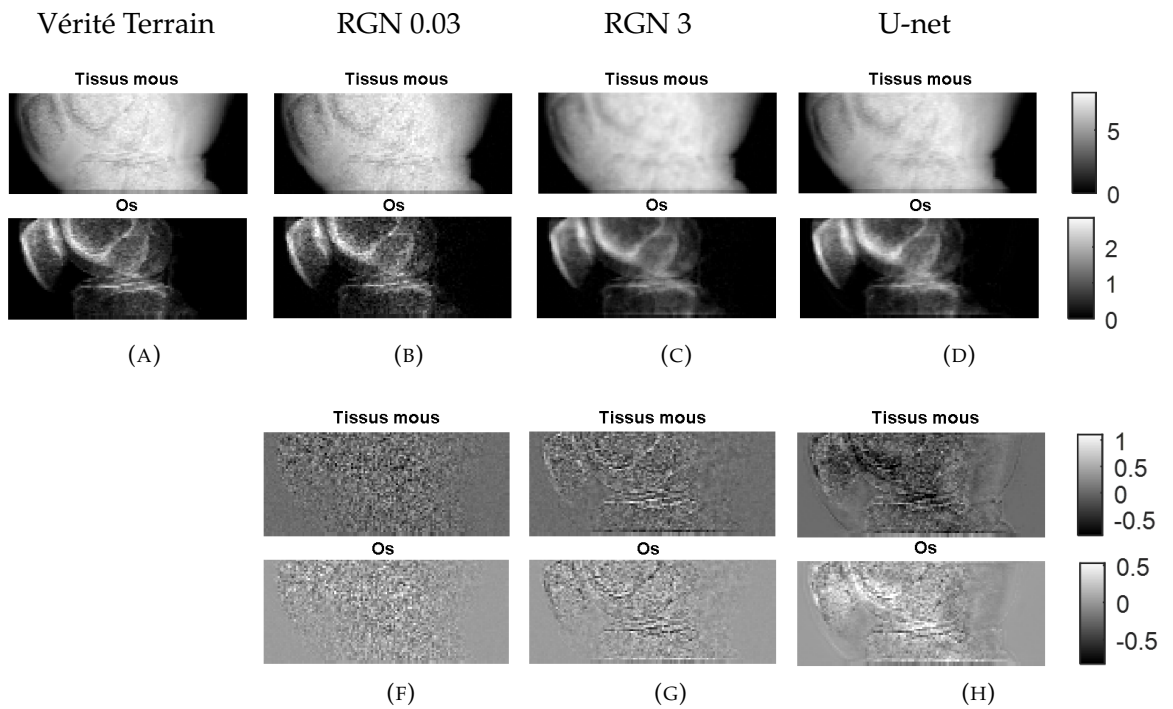 Vérité Terrain RGN 0.03 RGN 3 U-net
Tissus mous Tissus mous Tissus mous Tissus mous
5
0
Os Os Os Os
2
1
0
(A) (B) (C) (D)
Tissus mous Tissus mous Tissus mous
1
0.5
0
-0.5
Os Os Os
0.5
0
-0.5
(F) (G) (H)